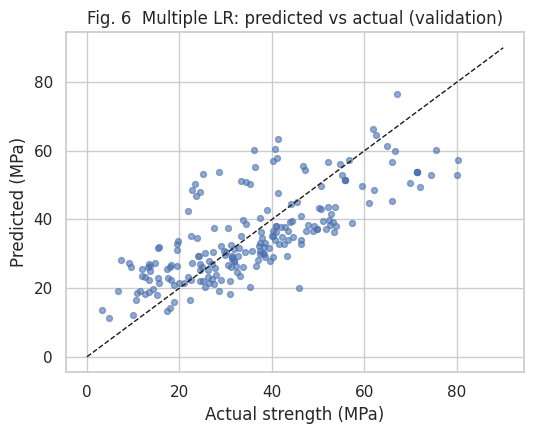 Fig. 6  Multiple LR: predicted vs actual (validation)
Predicted (MPa)
80
60
40
20
0
0 20 40 60 80
Actual strength (MPa)